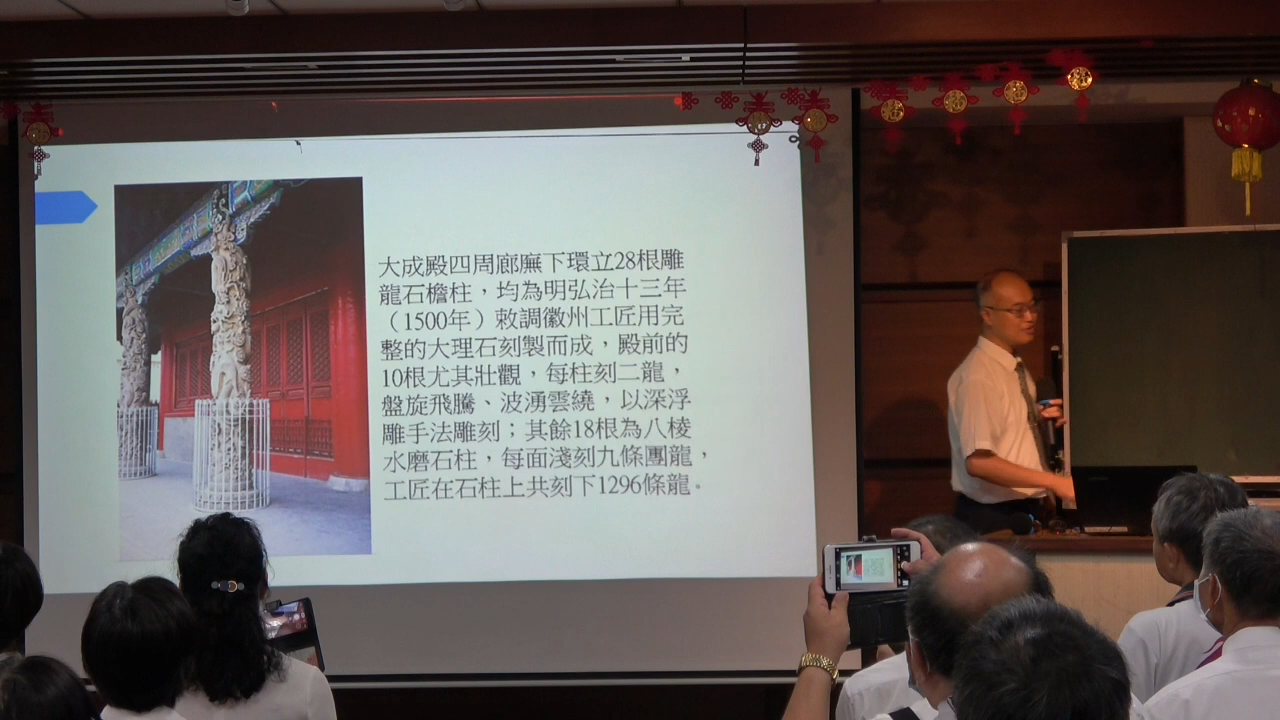 大成殿四周廊廡下環立28根雕
龍石檐柱，均為明弘治十三年
（1500年）敕調徽州工匠用完
整的大理石刻製而成，殿前的
10根尤其壯觀，每柱刻二龍，
盤旋飛騰、波湧雲繞，以深浮
雕手法雕刻；其餘18根為八棱
水磨石柱，每面淺刻九條團龍，
工匠在石柱上共刻下1296條龍。
福
福
福
福